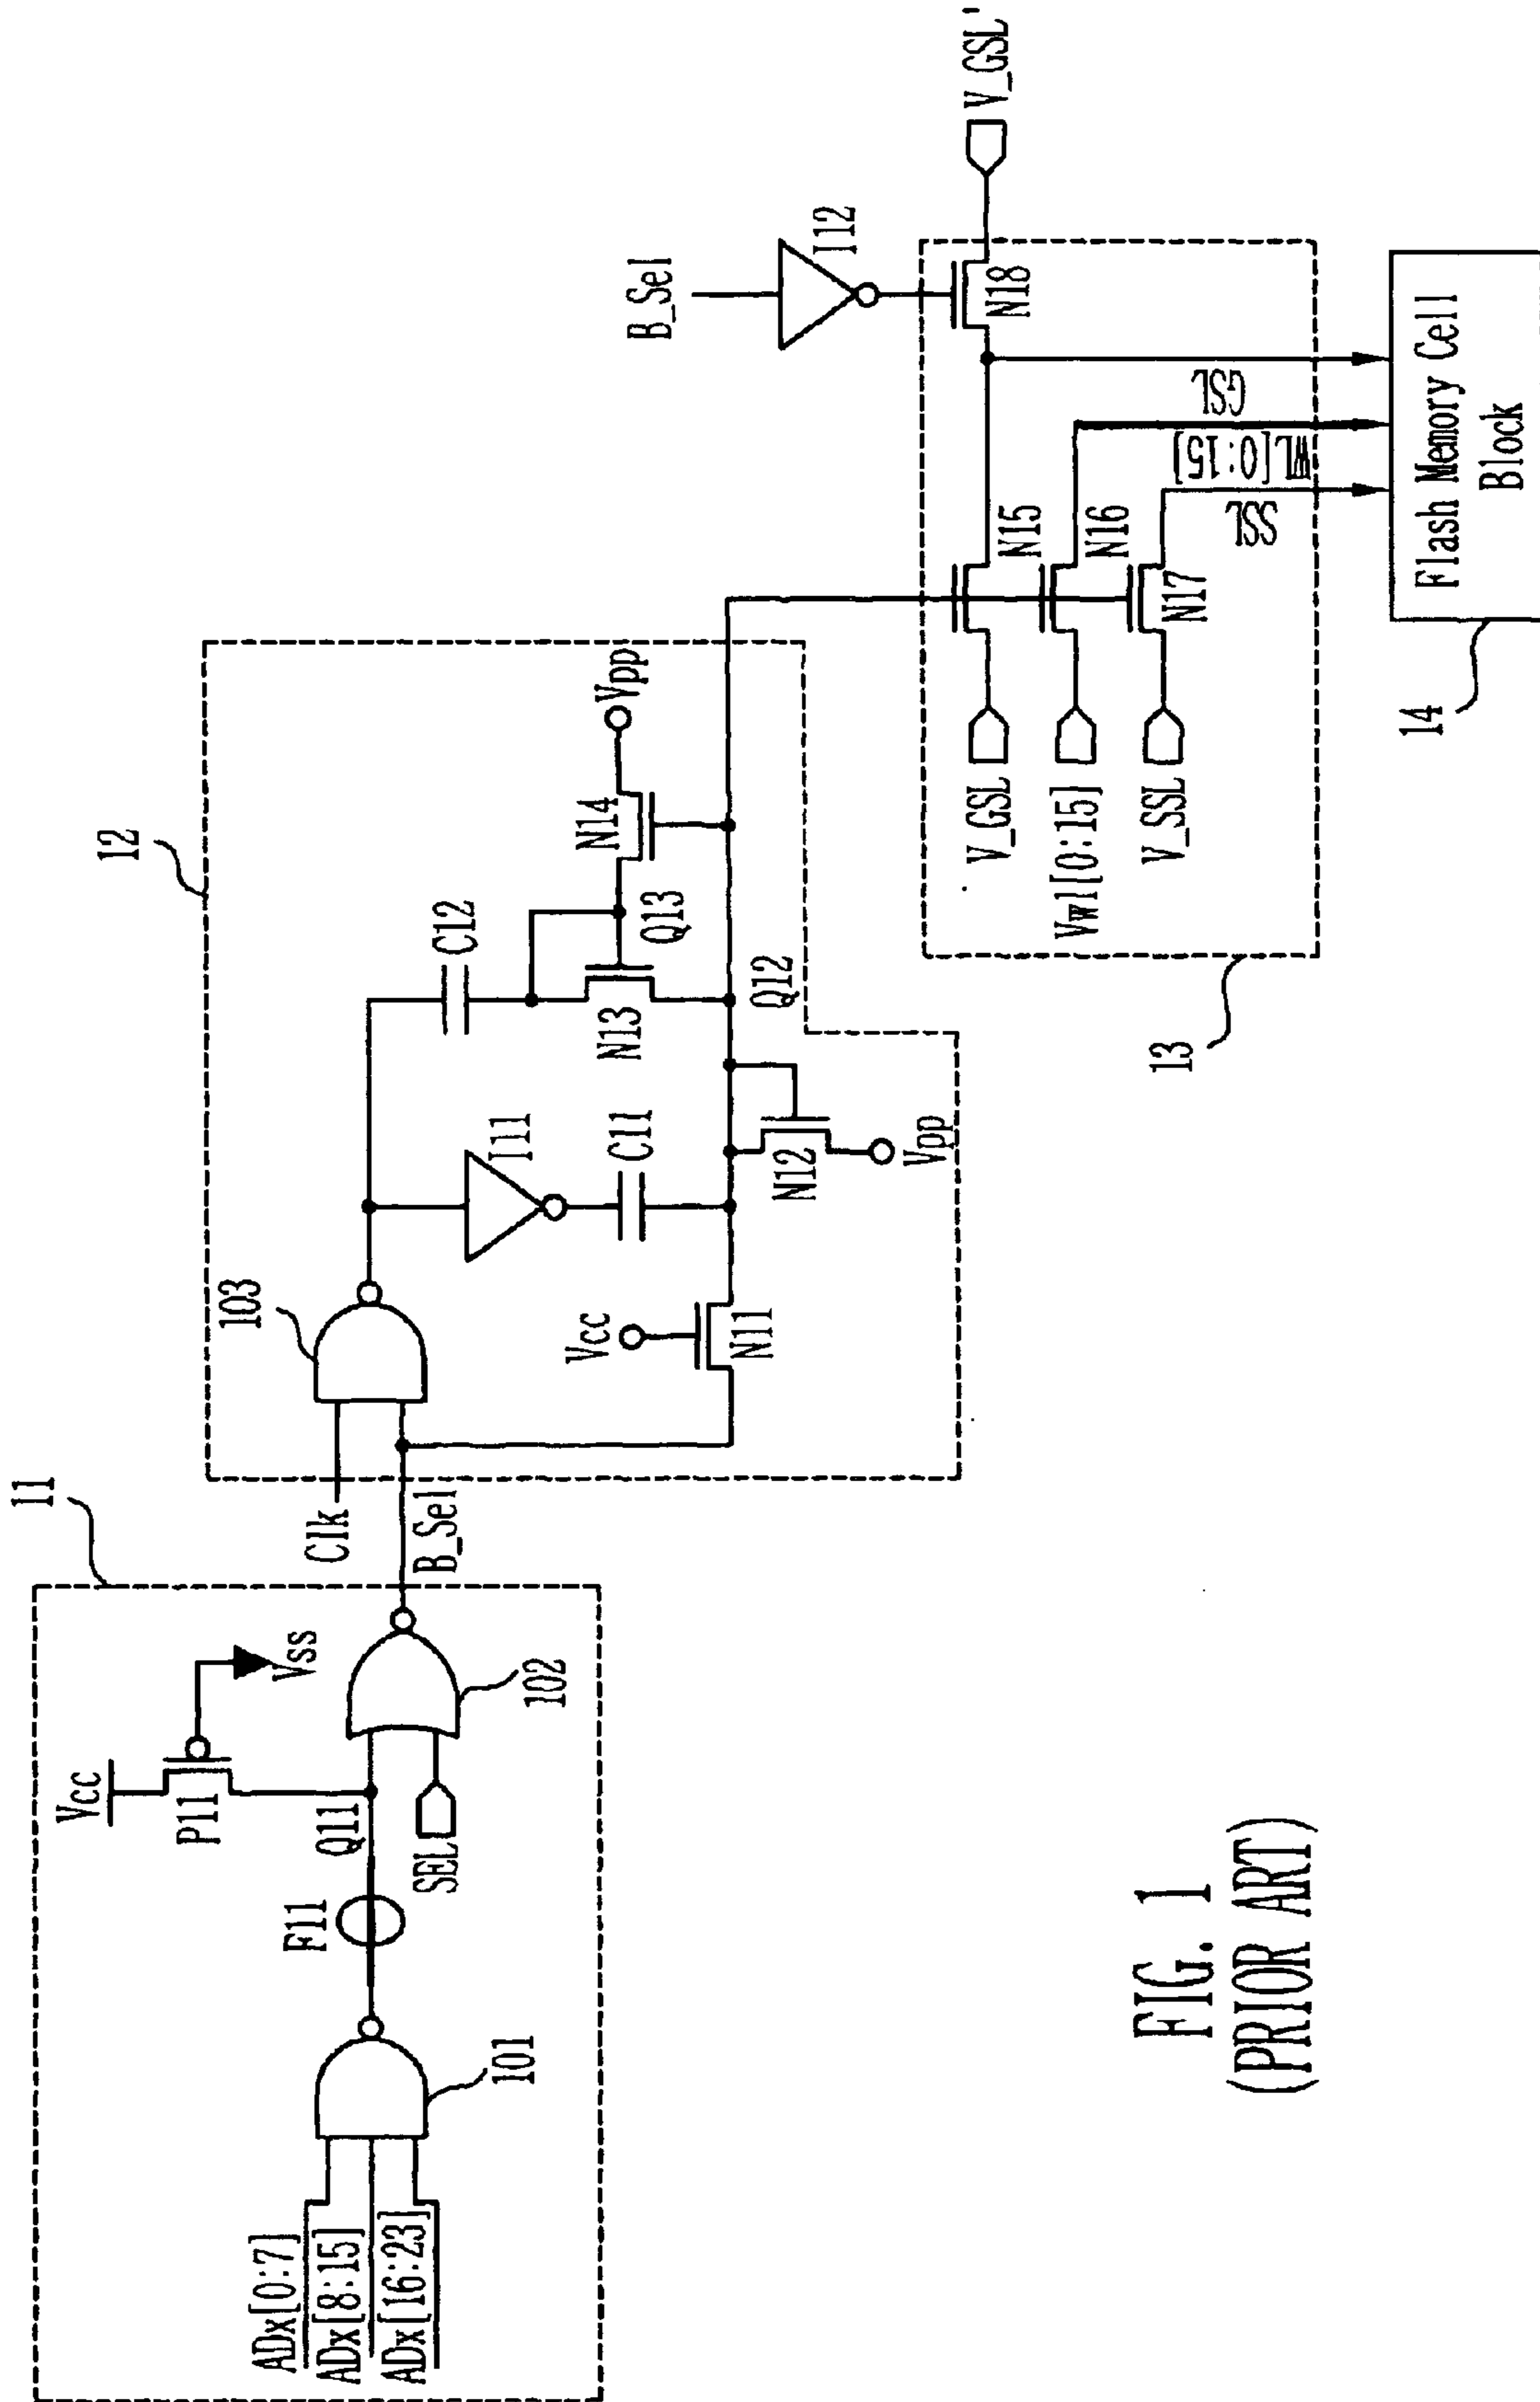 11
Vcc
P11
Vss
ADx[0:7]
ADx[8:15]
ADx[16:23]
101
F11
Q11
SEL
102
B_Sel
Clk
12
103
I11
C11
C12
Vcc
N11
N12
Vpp
N13
Q13
N14
Vpp
Q12
B_Sel
I12
13
V_GSL
Vwl[0:15]
V_SSL
N15
N16
N17
N18
V_GSL'
GSL
WL[0:15]
SSL
14
Flash Memory Cell
Block
FIG. 1
(PRIOR ART)